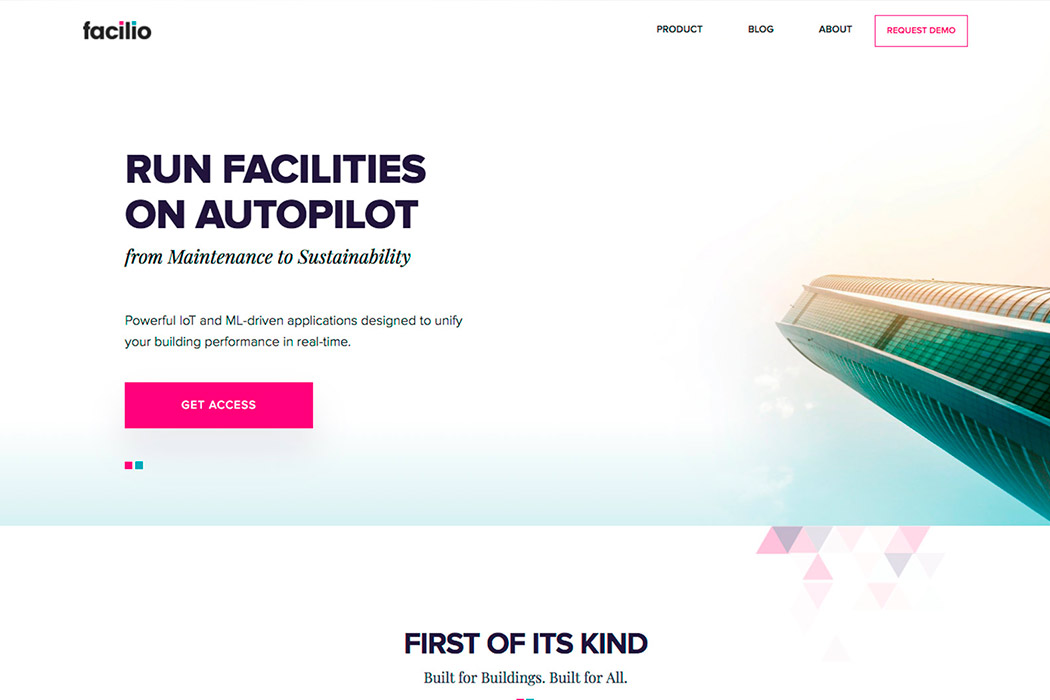 facilio
PRODUCT
BLOG
ABOUT
REQUEST DEMO
RUN FACILITIES
ON AUTOPILOT
from Maintenance to Sustainability
Powerful IoT and ML-driven applications designed to unify
your building performance in real-time.
GET ACCESS
FIRST OF ITS KIND
Built for Buildings. Built for All.